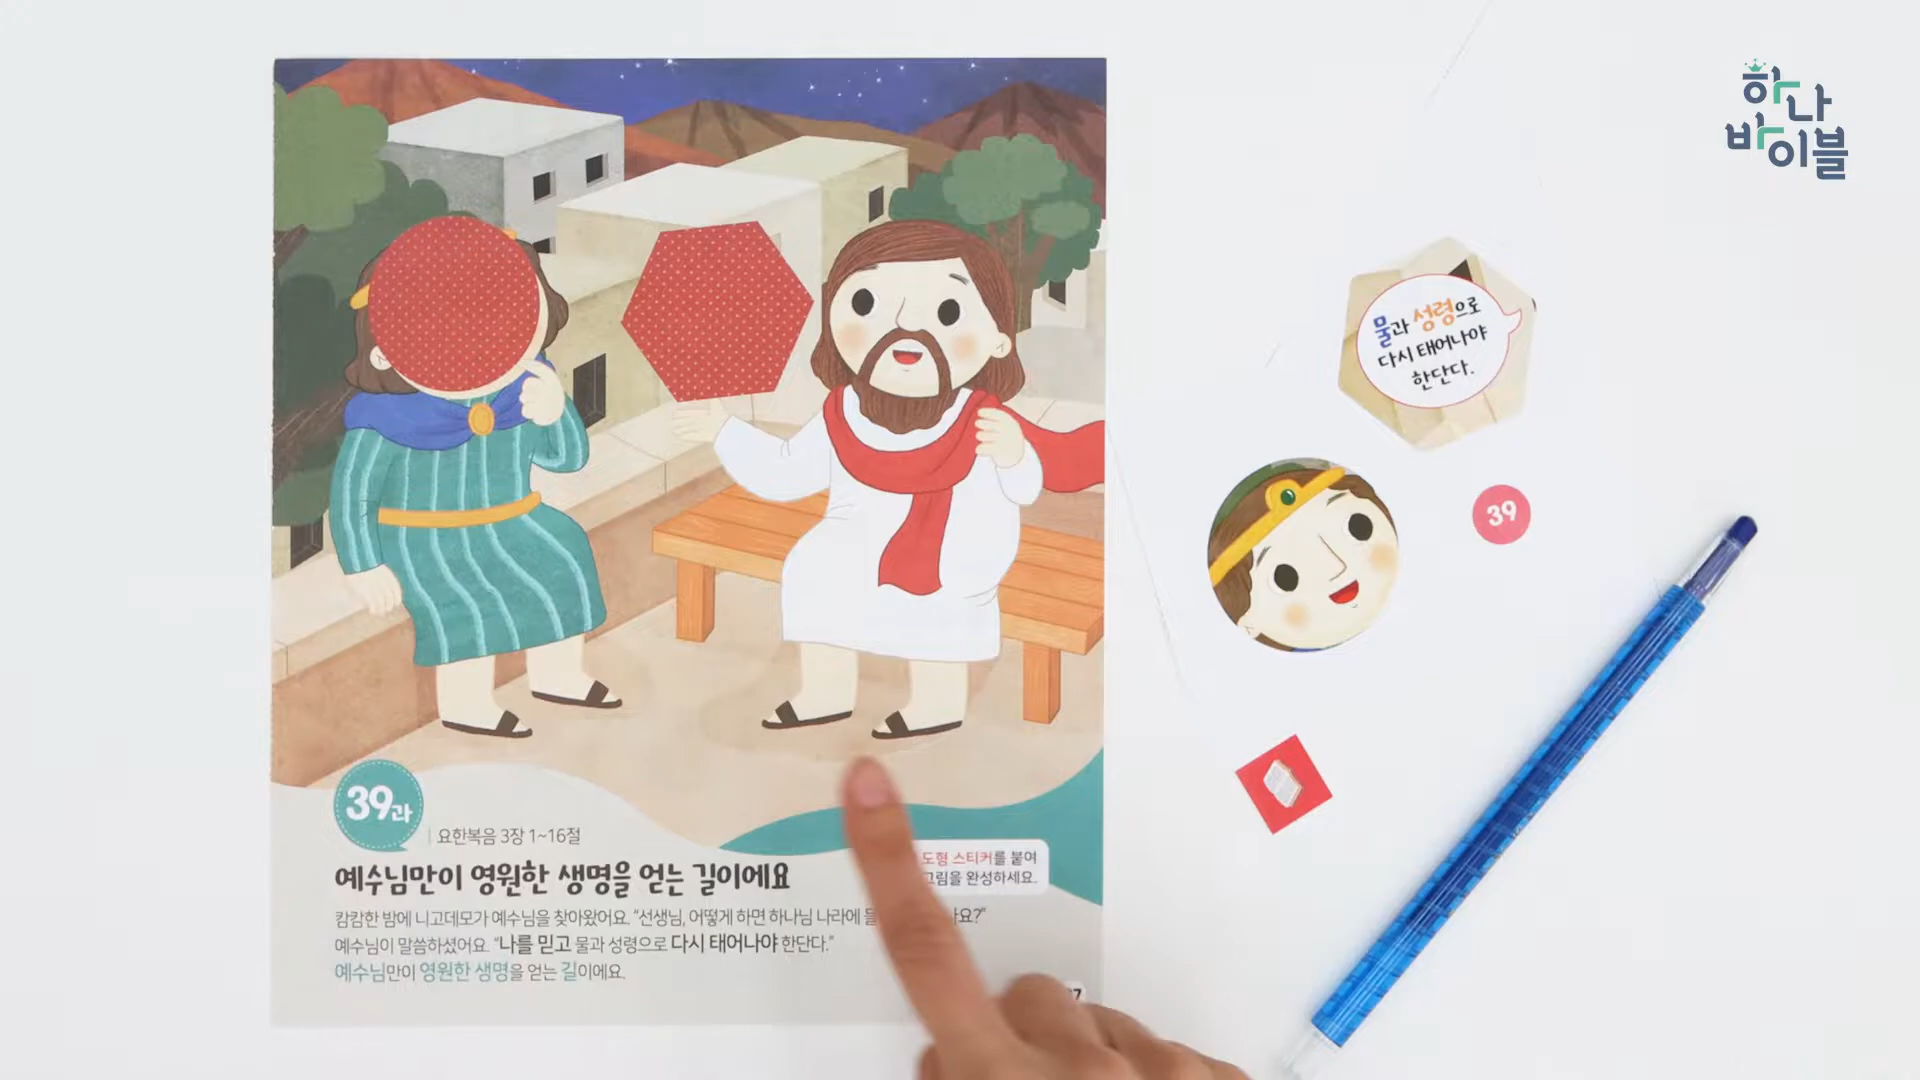 하나
바이블
물과 성령으로
다시 태어나야
한단다.
39
39과
요한복음 3장 1~16절
예수님만이 영원한 생명을 얻는 길이에요
도형 스티커를 붙여
그림을 완성하세요.
캄캄한 밤에 니고데모가 예수님을 찾아왔어요. "선생님, 어떻게 하면 하나님 나라에
예수님이 말씀하셨어요. "나를 믿고 물과 성령으로 다시 태어나야 한단다."
예수님만이 영원한 생명을 얻는 길이에요.